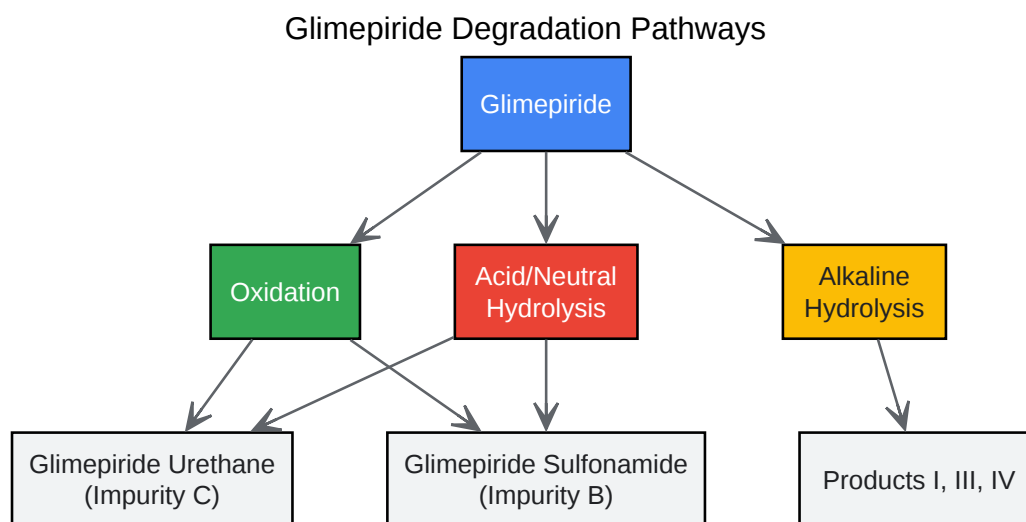 Glimepiride Degradation Pathways
Glimepiride
Oxidation
Acid/Neutral
Hydrolysis
Alkaline
Hydrolysis
Glimepiride Urethane
(Impurity C)
Glimepiride Sulfonamide
(Impurity B)
Products I, III, IV